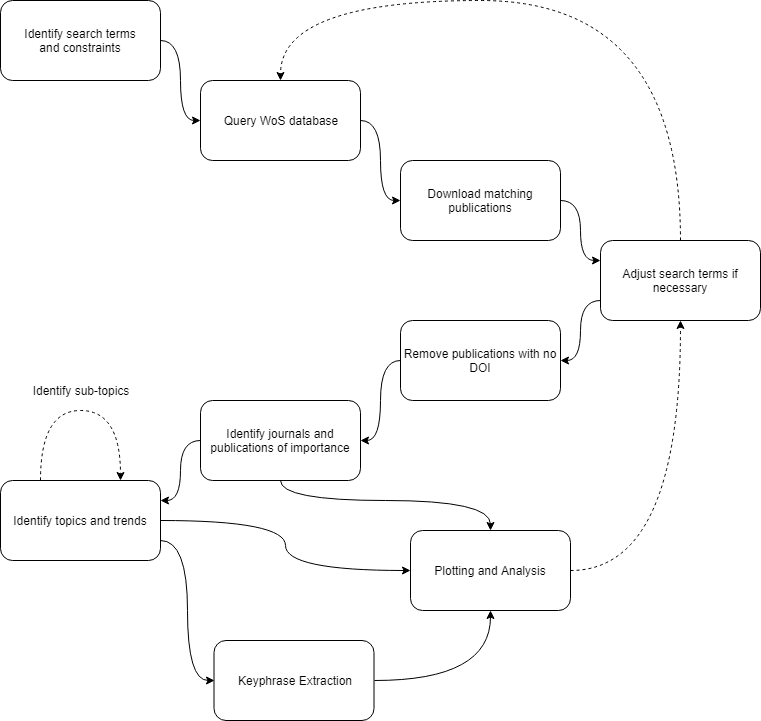 Identify search terms
and constraints
Query WoS database
Download matching
publications
Adjust search terms if
necessary
Remove publications with no
DOI
Identify sub-topics
Identify journals and
publications of importance
Identify topics and trends
Plotting and Analysis
Keyphrase Extraction